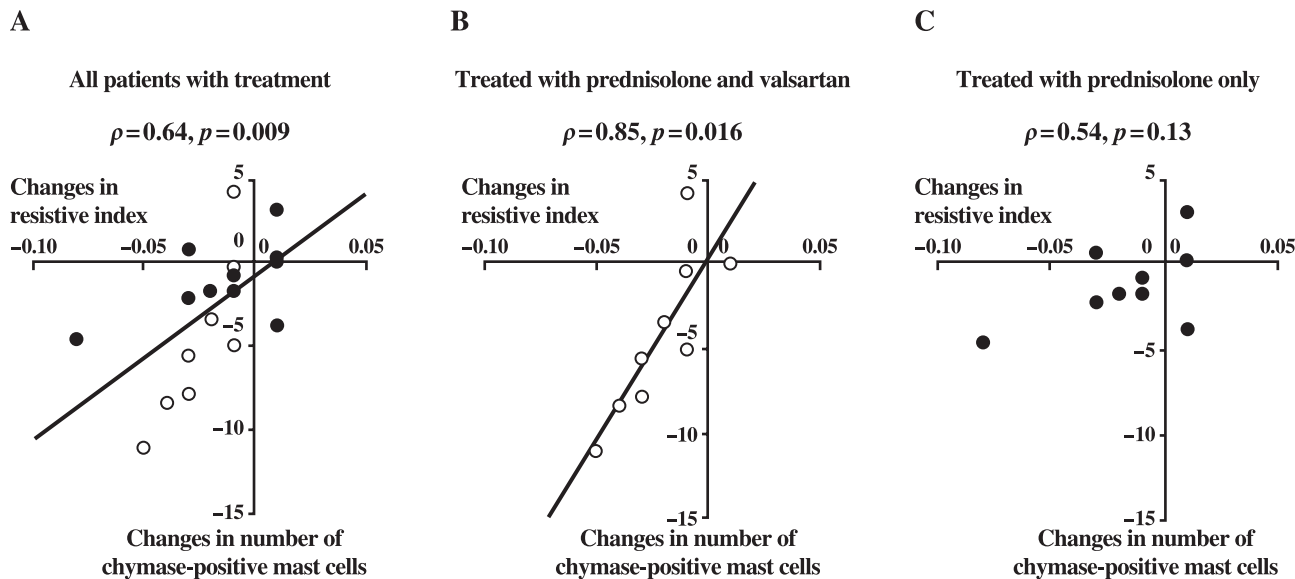 A
All patients with treatment
ρ=0.64, p=0.009
Changes in
resistive index
5
−0.10
−0.05
0
0
0.05
−5
−10
−15
Changes in number of
chymase-positive mast cells
B
Treated with prednisolone and valsartan
ρ=0.85, p=0.016
Changes in
resistive index
5
−0.10
−0.05
0
0
0.05
−5
−10
−15
Changes in number of
chymase-positive mast cells
C
Treated with prednisolone only
ρ=0.54, p=0.13
Changes in
resistive index
5
−0.10
−0.05
0
0
0.05
−5
−10
−15
Changes in number of
chymase-positive mast cells